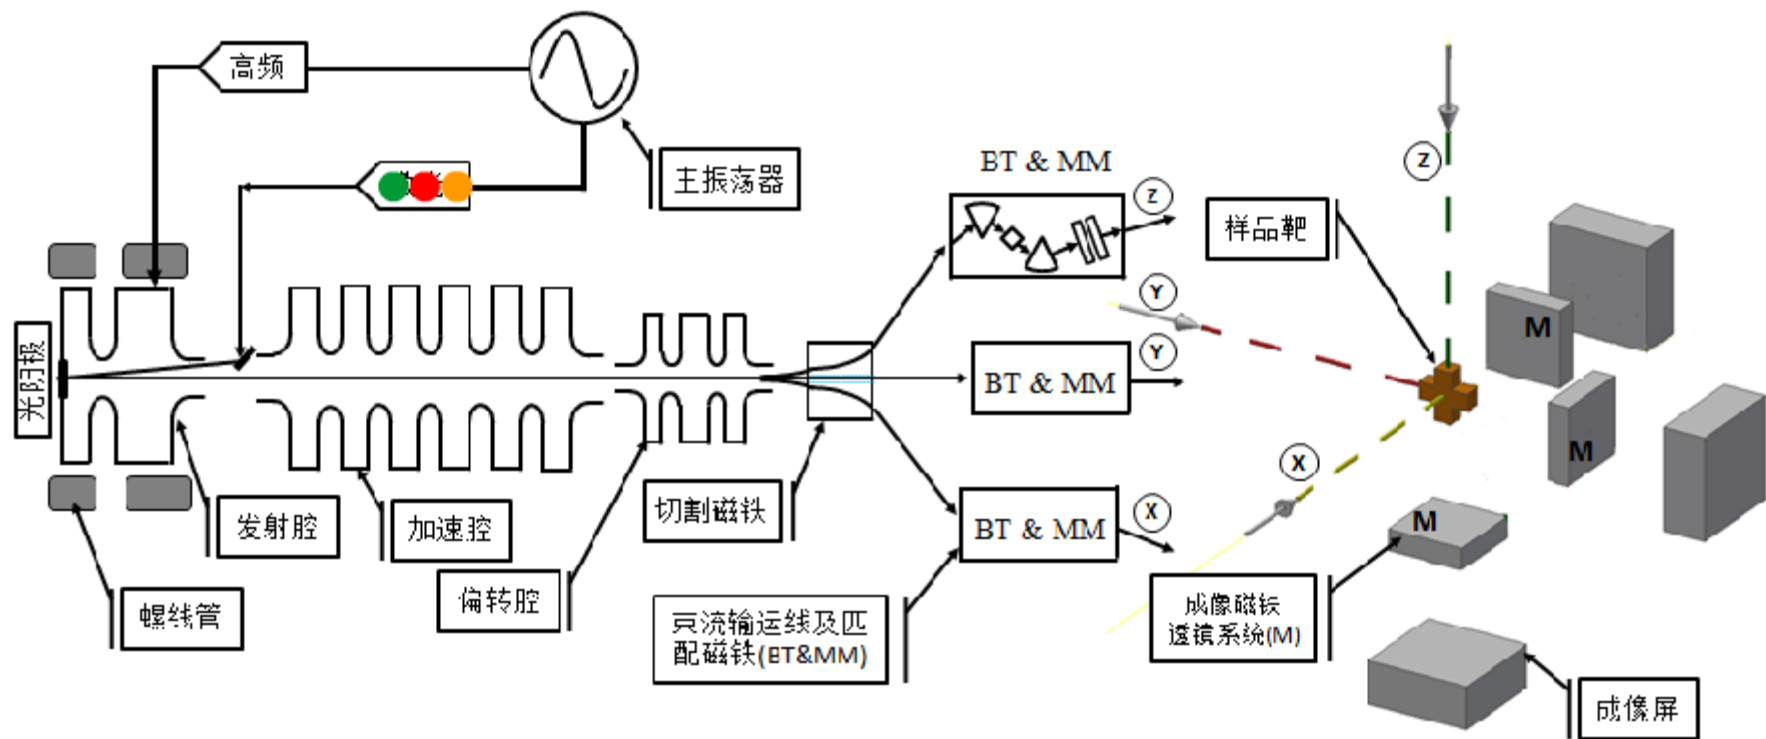 高频
主振荡器
BT & MM
Z
Z
样品靶
Y
光阴极
M
Y
BT & MM
M
X
切割磁铁
X
BT & MM
M
发射腔
加速腔
偏转腔
螺线管
束流输运线及匹
配磁铁(BT&MM)
成像磁铁
透镜系统(M)
成像屏